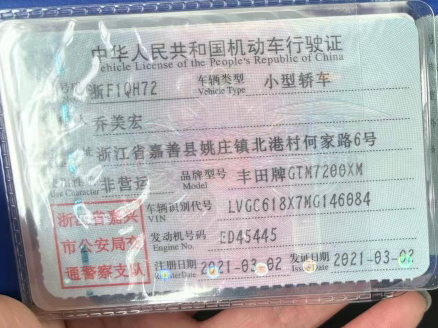 中华人民共和国机动车行驶证
Vehicle License of the People's Republic of China
浙F1QH72 车辆类型 小型轿车
Vehicle Type
人 乔美宏
浙江省嘉善县姚庄镇北港村何家路6号
非营运 品牌型号 丰田牌GTM7200XM
Character Model
浙江省嘉兴 车辆识别代号 LVGC618X7MG146084
VIN
市公安局交 发动机号码 ED45445
Engine No.
通警察支队 注册日期 2021-03-02 发证日期 2021-03-02